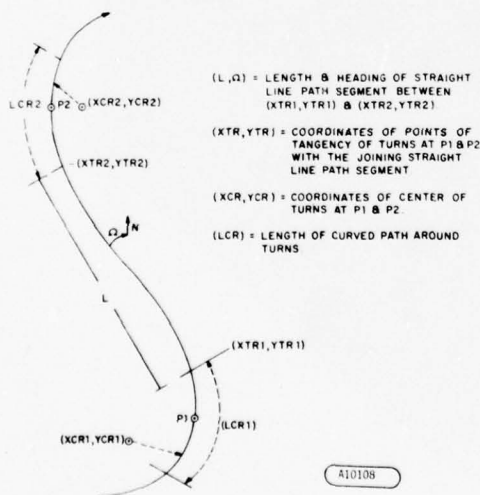 (L,Ω) = LENGTH & HEADING OF STRAIGHT
LINE PATH SEGMENT BETWEEN
(XTR1,YTR1) & (XTR2,YTR2)
(XTR,YTR) = COORDINATES OF POINTS OF
TANGENCY OF TURNS AT P1 & P2
WITH THE JOINING STRAIGHT
LINE PATH SEGMENT
(XCR,YCR) = COORDINATES OF CENTER OF
TURNS AT P1 & P2
(LCR) = LENGTH OF CURVED PATH AROUND
TURNS
LCR2
P2
(XCR2,YCR2)
(XTR2,YTR2)
Ω
N
L
(XTR1,YTR1)
P1
(LCR1)
(XCR1,YCR1)
A10108